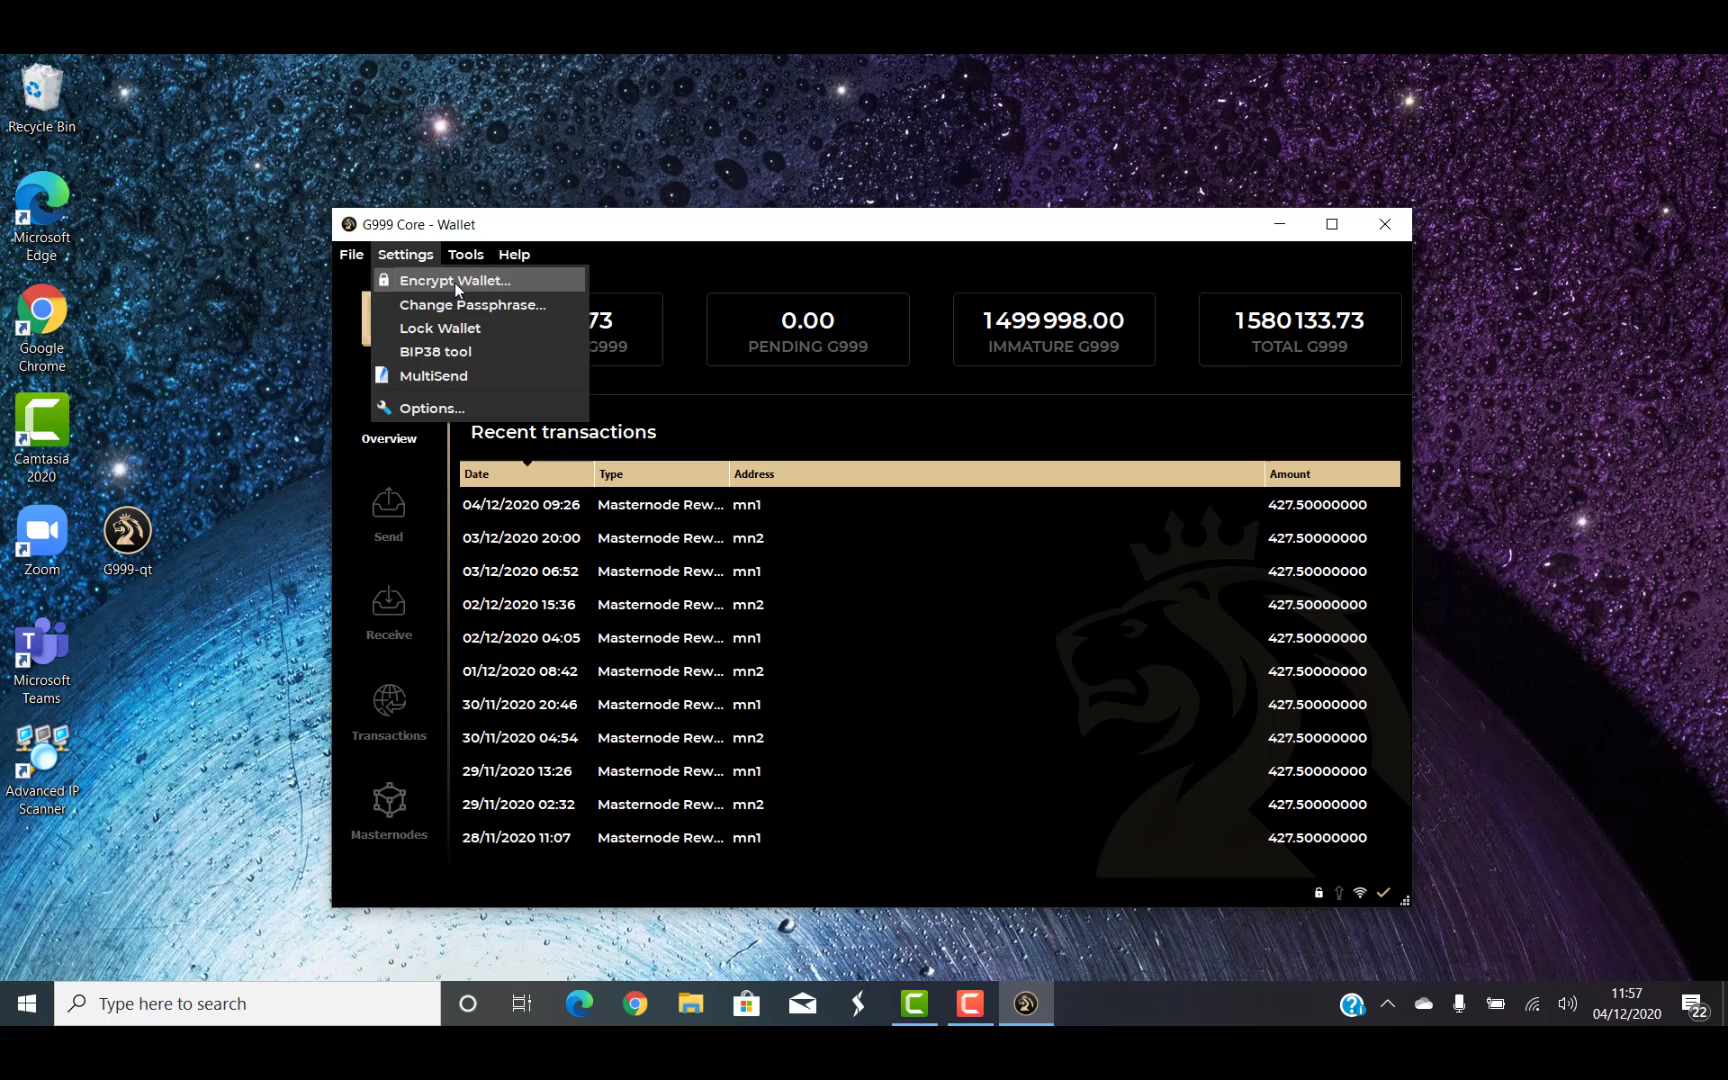 Recycle Bin
Microsoft
Edge
Google
Chrome
Camtasia
2020
Zoom
G999-qt
Microsoft
Teams
Advanced IP
Scanner
G999 Core - Wallet
File Settings Tools Help
Encrypt Wallet...
Change Passphrase...
Lock Wallet
BIP38 tool
MultiSend
Options...
73
G999
0.00
PENDING G999
1 499 998.00
IMMATURE G999
1 580 133.73
TOTAL G999
Overview
Send
Receive
Transactions
Masternodes
Recent transactions
Date Type Address Amount
04/12/2020 09:26 Masternode Rew... mn1 427.50000000
03/12/2020 20:00 Masternode Rew... mn2 427.50000000
03/12/2020 06:52 Masternode Rew... mn1 427.50000000
02/12/2020 15:36 Masternode Rew... mn2 427.50000000
02/12/2020 04:05 Masternode Rew... mn1 427.50000000
01/12/2020 08:42 Masternode Rew... mn2 427.50000000
30/11/2020 20:46 Masternode Rew... mn1 427.50000000
30/11/2020 04:54 Masternode Rew... mn2 427.50000000
29/11/2020 13:26 Masternode Rew... mn1 427.50000000
29/11/2020 02:32 Masternode Rew... mn2 427.50000000
28/11/2020 11:07 Masternode Rew... mn1 427.50000000
Type here to search
11:57
04/12/2020
22